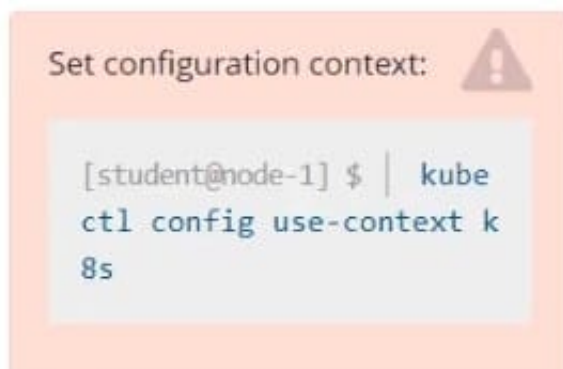 Set configuration context:
[student@node-1] $ | kube
ctl config use-context k
8s